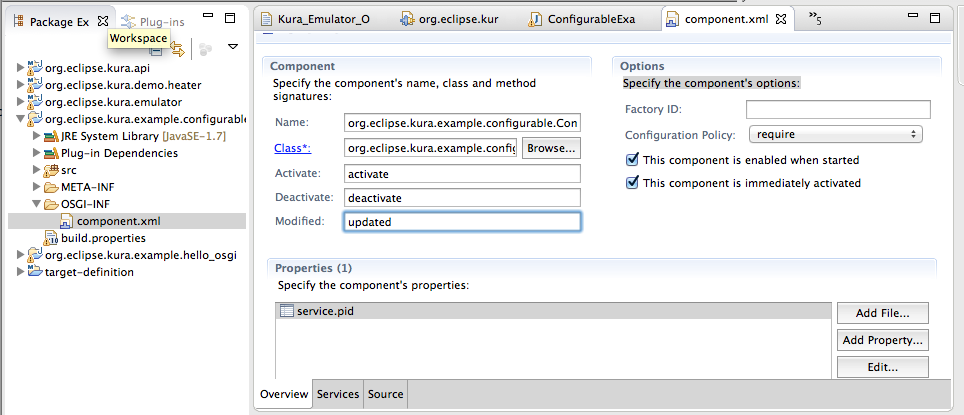 Package Ex
Plug-ins
Workspace
org.eclipse.kura.api
org.eclipse.kura.demo.heater
org.eclipse.kura.emulator
org.eclipse.kura.example.configurable
JRE System Library [JavaSE-1.7]
Plug-in Dependencies
src
META-INF
OSGI-INF
component.xml
build.properties
org.eclipse.kura.example.hello_osgi
target-definition
Kura_Emulator_O
org.eclipse.kur
ConfigurableExa
component.xml
»5
Component
Specify the component's name, class and method
signatures:
Name: org.eclipse.kura.example.configurable.Con
Class*: org.eclipse.kura.example.config Browse...
Activate: activate
Deactivate: deactivate
Modified: updated
Options
Specify the component's options:
Factory ID:
Configuration Policy: require
This component is enabled when started
This component is immediately activated
Properties (1)
Specify the component's properties:
service.pid
Add File...
Add Property...
Edit...
Overview Services Source